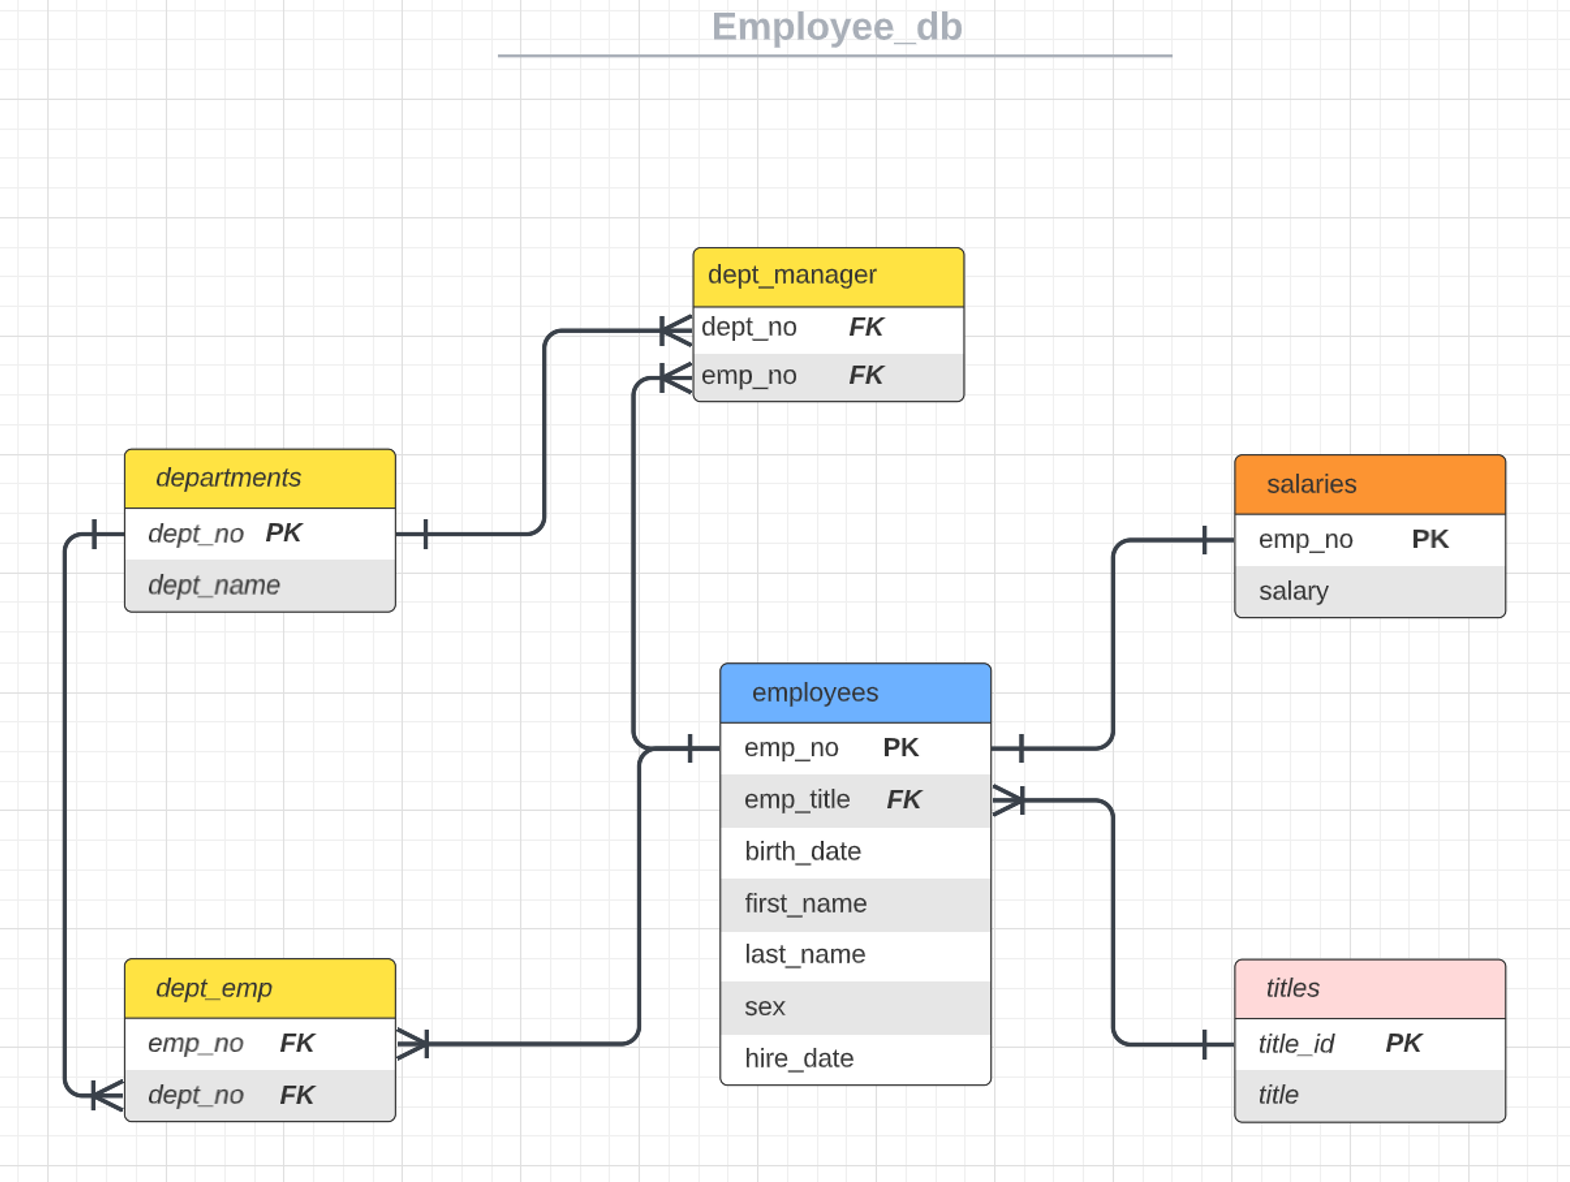 Employee_db
dept_manager
dept_no FK
emp_no FK
departments
dept_no PK
dept_name
salaries
emp_no PK
salary
employees
emp_no PK
emp_title FK
birth_date
first_name
last_name
sex
hire_date
dept_emp
emp_no FK
dept_no FK
titles
title_id PK
title